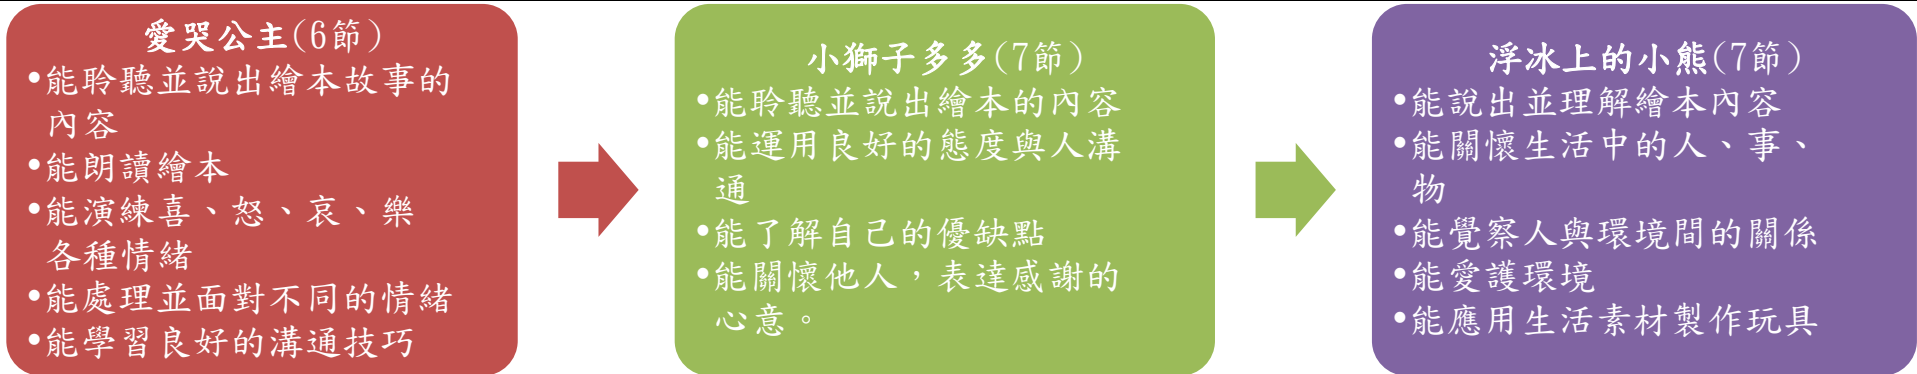 愛哭公主(6節)
•能聆聽並說出繪本故事的
內容
•能朗讀繪本
•能演練喜、怒、哀、樂
各種情緒
•能處理並面對不同的情緒
•能學習良好的溝通技巧
小獅子多多(7節)
•能聆聽並說出繪本的內容
•能運用良好的態度與人溝
通
•能了解自己的優缺點
•能關懷他人，表達感謝的
心意。
浮冰上的小熊(7節)
•能說出並理解繪本內容
•能關懷生活中的人、事、
物
•能覺察人與環境間的關係
•能愛護環境
•能應用生活素材製作玩具